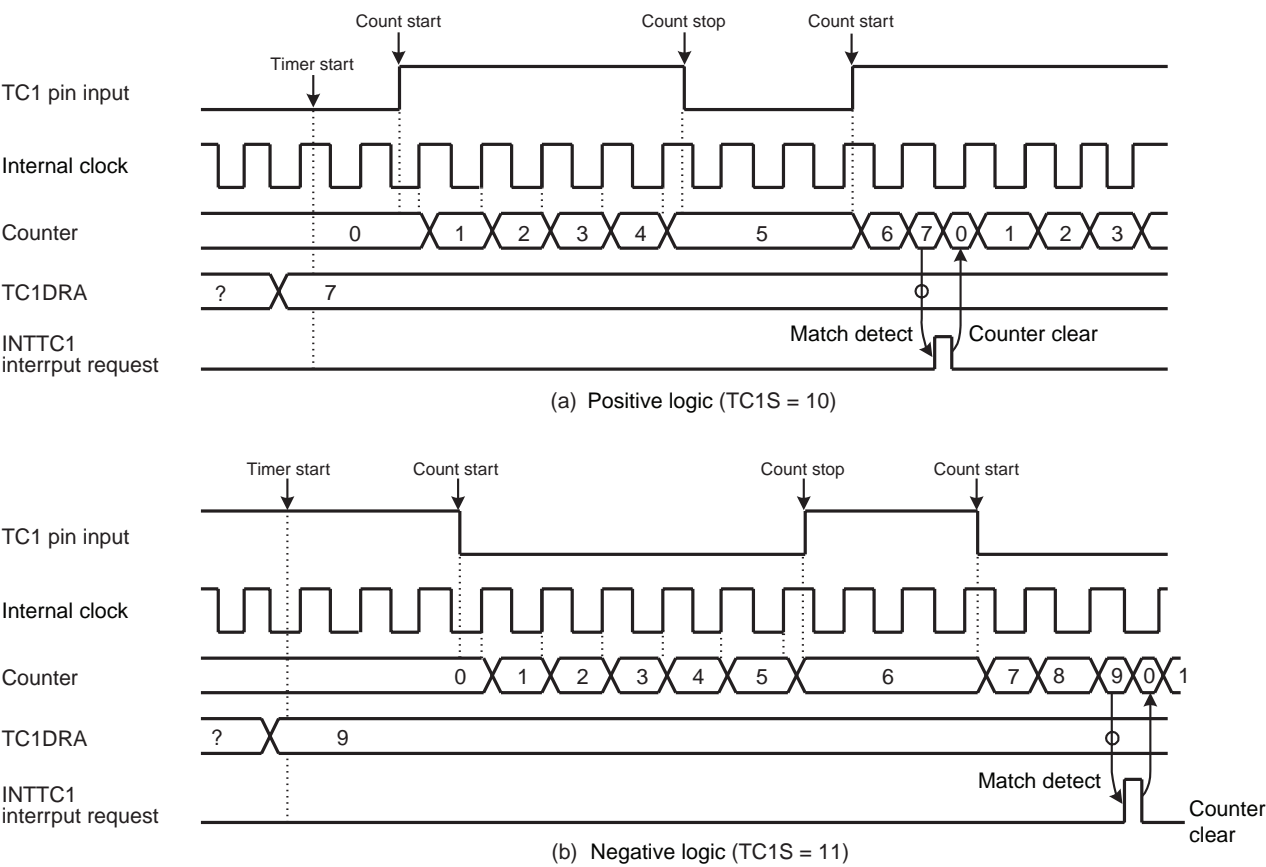 Count start Count stop Count start
Timer start
TC1 pin input
Internal clock
Counter 0 1 2 3 4 5 6 7 0 1 2 3
TC1DRA ? 7
Match detect Counter clear
INTTC1
interrput request
(a) Positive logic (TC1S = 10)
Timer start Count start Count stop Count start
TC1 pin input
Internal clock
Counter 0 1 2 3 4 5 6 7 8 9 0 1
TC1DRA ? 9
Match detect
INTTC1
interrput request
Counter
clear
(b) Negative logic (TC1S = 11)